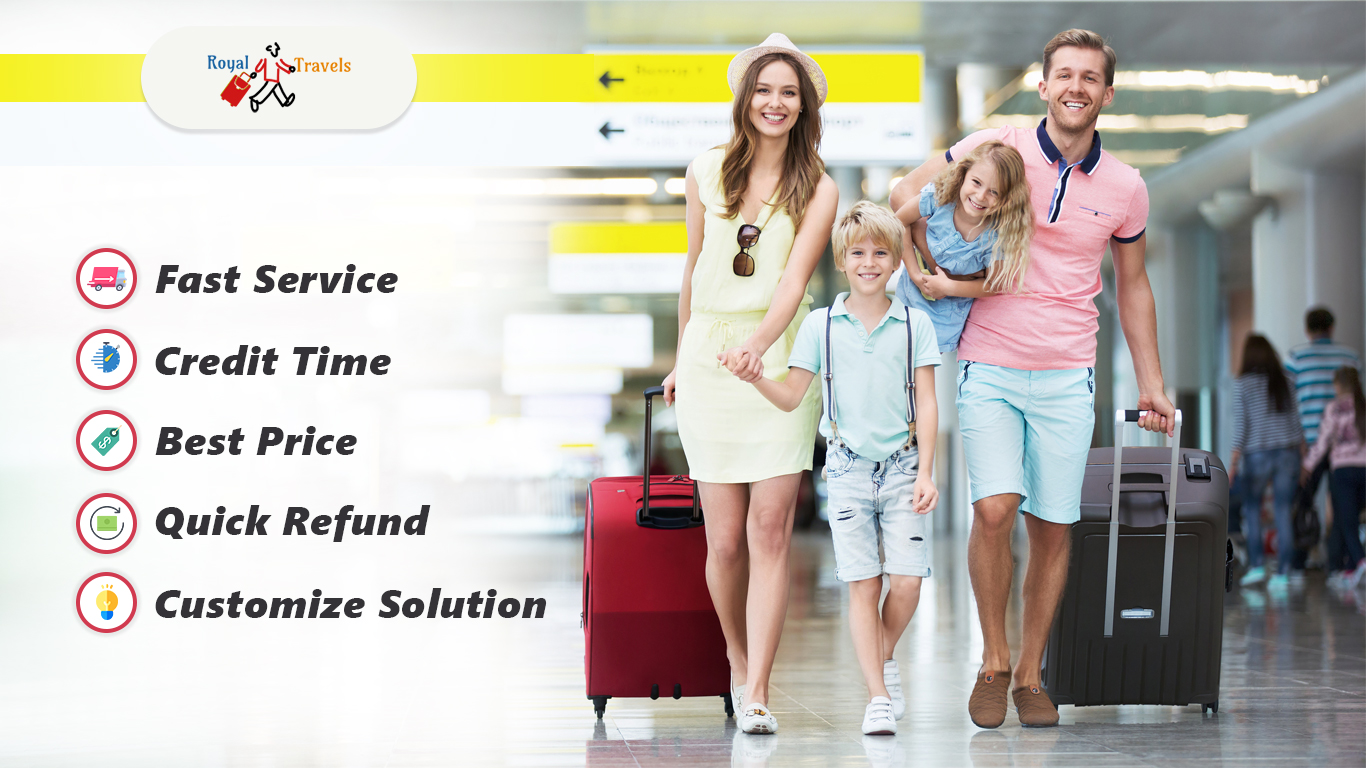 Royal Travels
Fast Service
Credit Time
Best Price
Quick Refund
Customize Solution